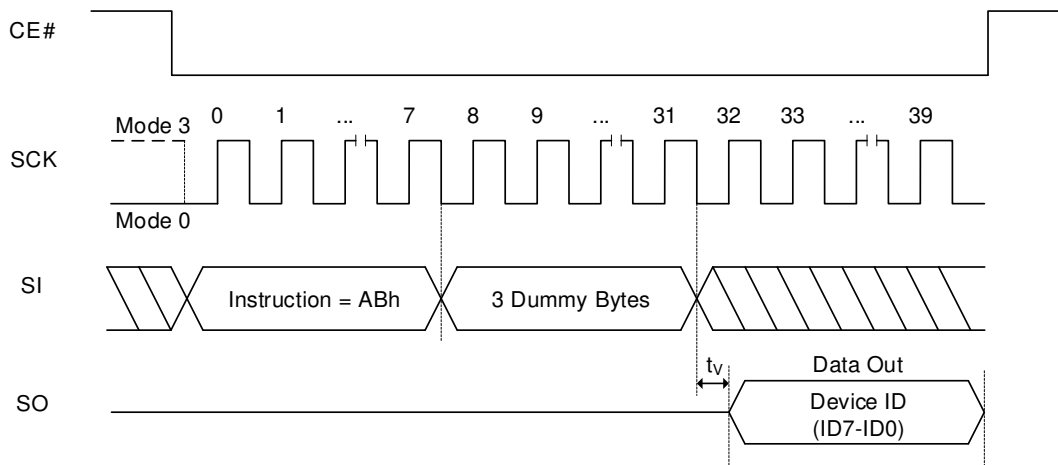 CE#
0 1 ... 7 8 9 ... 31 32 33 ... 39
Mode 3
SCK
Mode 0
SI
Instruction = ABh
3 Dummy Bytes
tV
Data Out
SO
Device ID
(ID7-ID0)